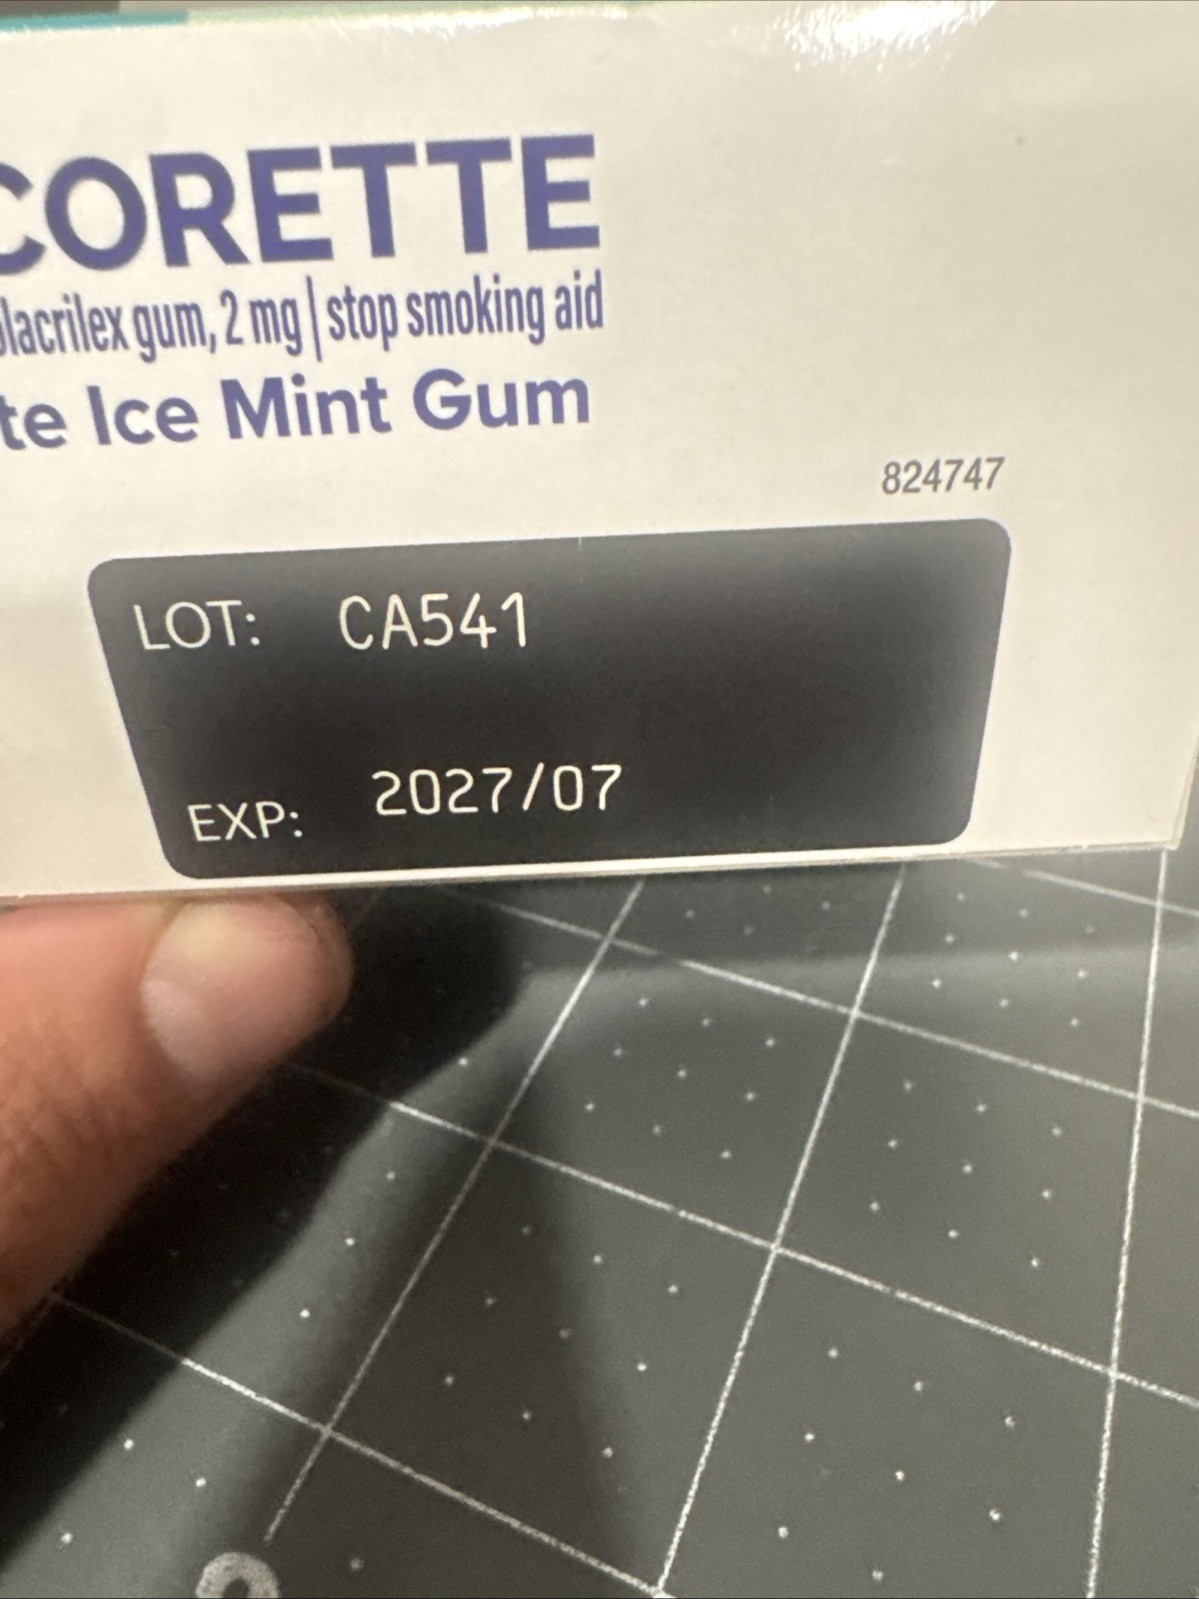 CORETTE
lacrilex gum, 2 mg | stop smoking aid
te Ice Mint Gum
824747
LOT: CA541
EXP: 2027/07